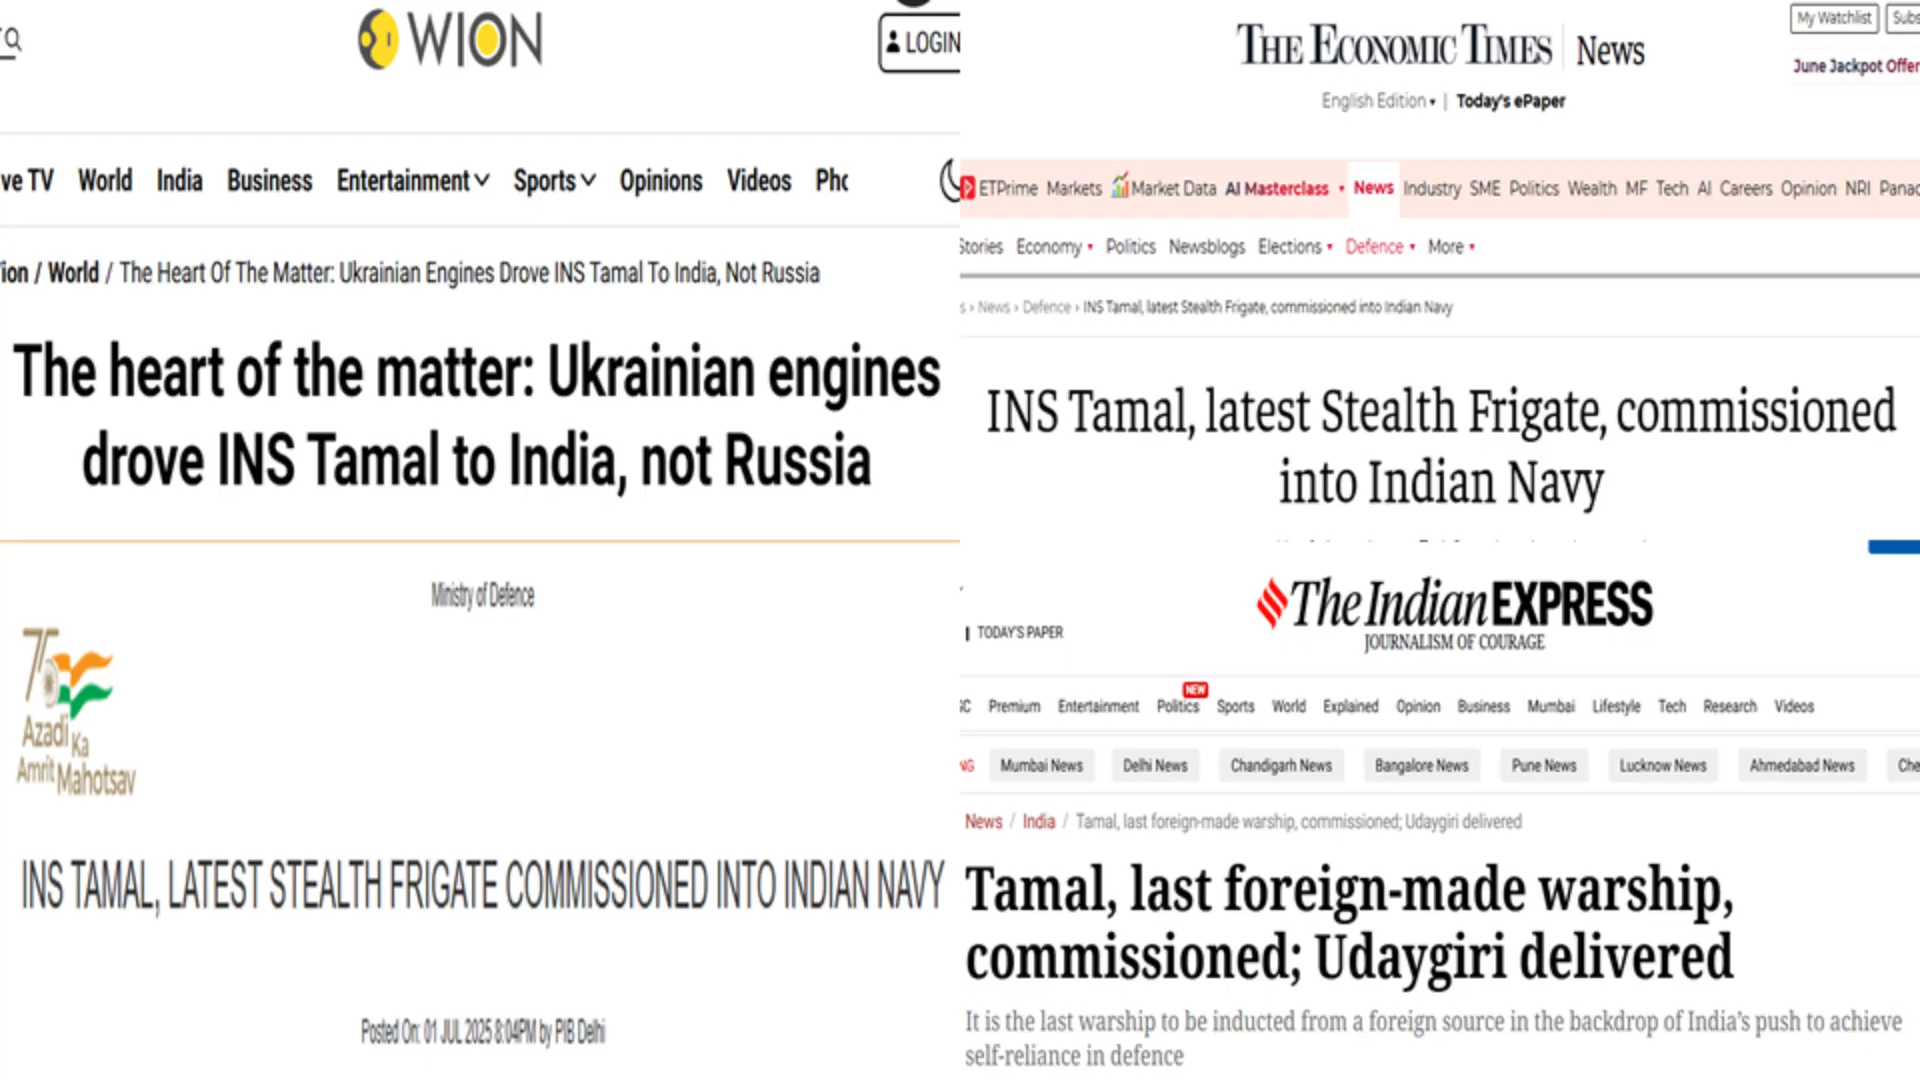 WION
LOGIN
ve TV World India Business Entertainment Sports Opinions Videos Phc
ion / World / The Heart Of The Matter: Ukrainian Engines Drove INS Tamal To India, Not Russia
The heart of the matter: Ukrainian engines
drove INS Tamal to India, not Russia
THE ECONOMIC TIMES | News
My Watchlist Subs
June Jackpot Offer
English Edition | Today's ePaper
ETPrime Markets Market Data AI Masterclass News Industry SME Politics Wealth MF Tech AI Careers Opinion NRI Panac
Stories Economy Politics Newsblogs Elections Defence More
s › News › Defence › INS Tamal, latest Stealth Frigate, commissioned into Indian Navy
INS Tamal, latest Stealth Frigate, commissioned
into Indian Navy
Ministry of Defence
75
Azadi Ka
Amrit Mahotsav
INS TAMAL, LATEST STEALTH FRIGATE COMMISSIONED INTO INDIAN NAVY
Posted On: 01 JUL 2025 8:04PM by PIB Delhi
The Indian EXPRESS
JOURNALISM OF COURAGE
TODAY'S PAPER
NEW
SC Premium Entertainment Politics Sports World Explained Opinion Business Mumbai Lifestyle Tech Research Videos
NG Mumbai News Delhi News Chandigarh News Bangalore News Pune News Lucknow News Ahmedabad News Che
News / India / Tamal, last foreign-made warship, commissioned; Udaygiri delivered
Tamal, last foreign-made warship,
commissioned; Udaygiri delivered
It is the last warship to be inducted from a foreign source in the backdrop of India's push to achieve
self-reliance in defence